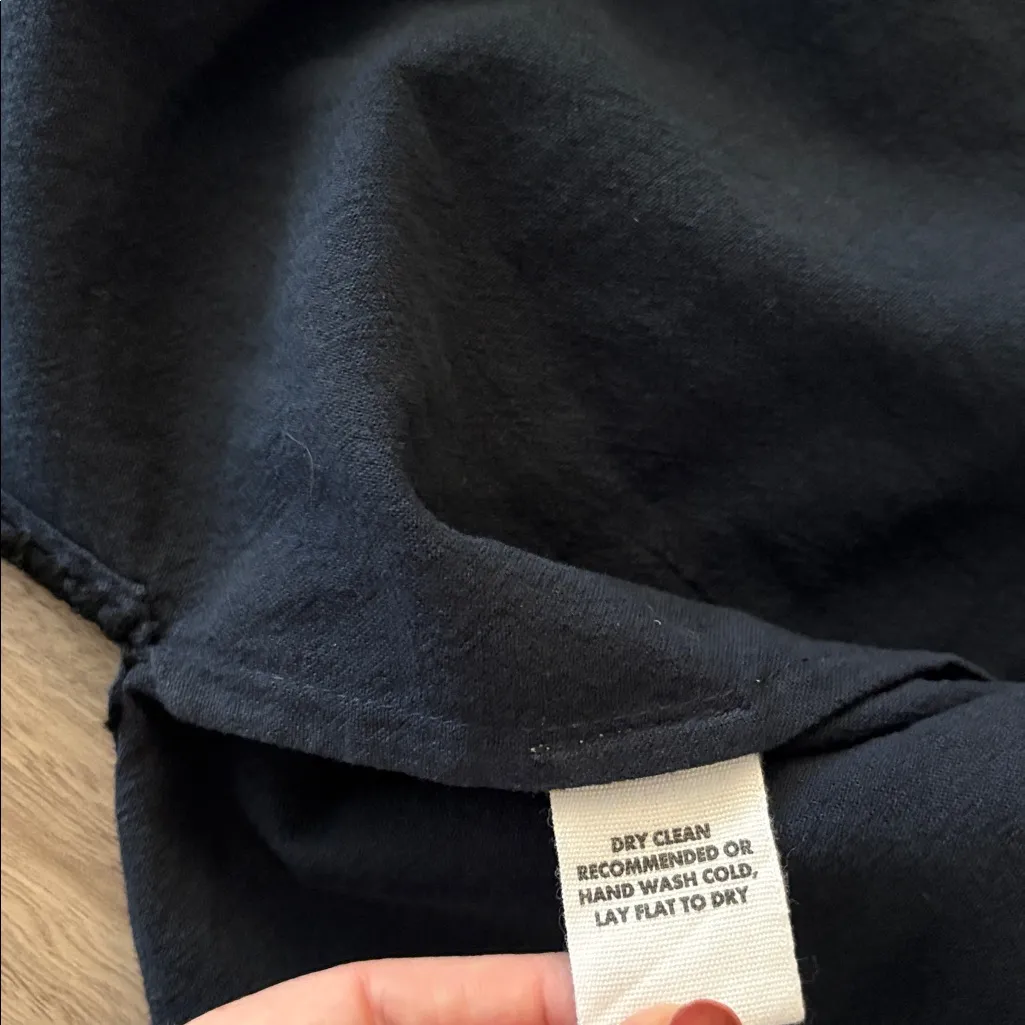 DRY CLEAN
RECOMMENDED OR
HAND WASH COLD,
LAY FLAT TO DRY